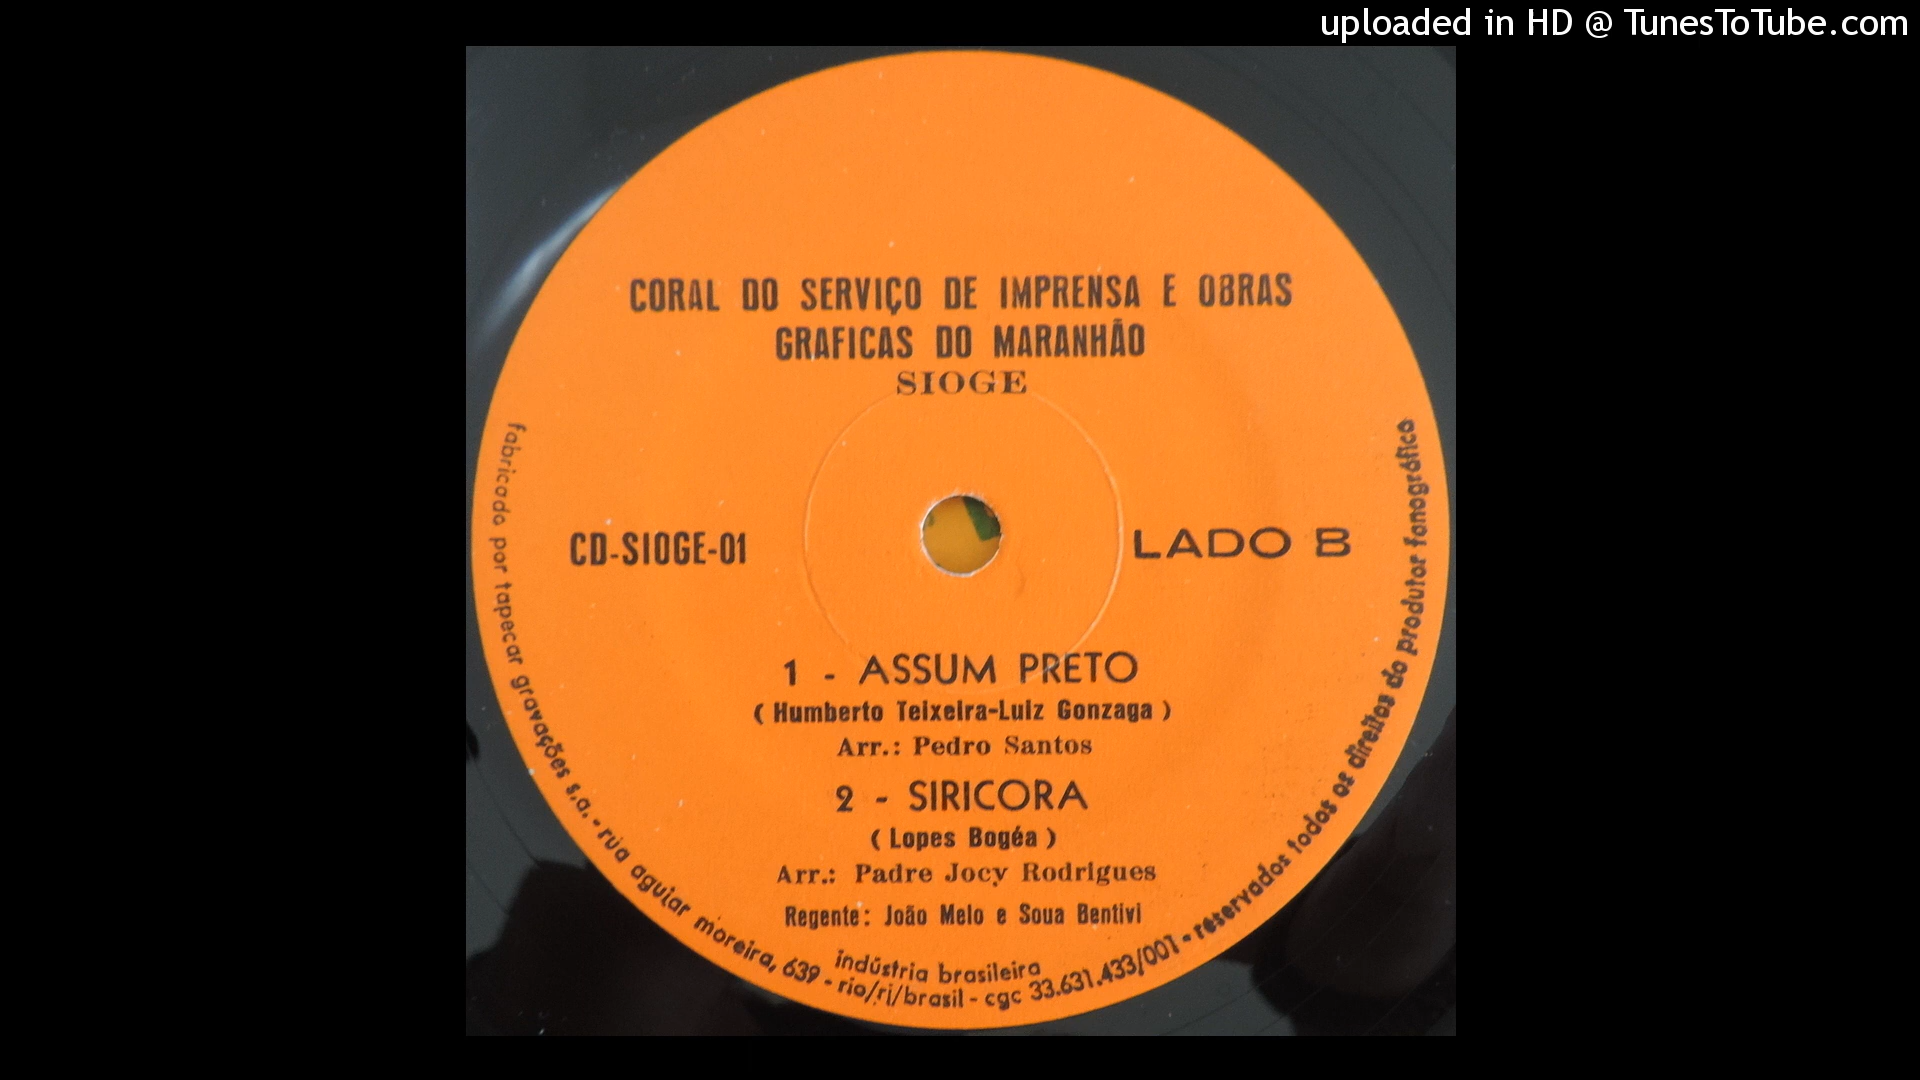 uploaded in HD @ TunesToTube.com
CORAL DO SERVIÇO DE IMPRENSA E OBRAS
GRAFICAS DO MARANHÃO
SIOGE
CD-SIOGE-01
LADO B
1 - ASSUM PRETO
( Humberto Teixeira-Luiz Gonzaga )
Arr.: Pedro Santos
2 - SIRICORA
( Lopes Bogéa )
Arr.: Padre Jocy Rodrigues
Regente: João Melo e Soua Bentivi
indústria brasileira
fabricado por tapecar gravações s.a. - rua aguiar moreira, 639 - rio/rj/brasil - cgc 33.631.433/001 - reservados todos os direitos do produtor fonográfico